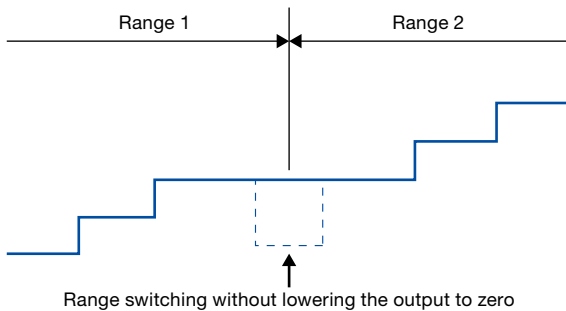 Range 1
Range 2
Range switching without lowering the output to zero